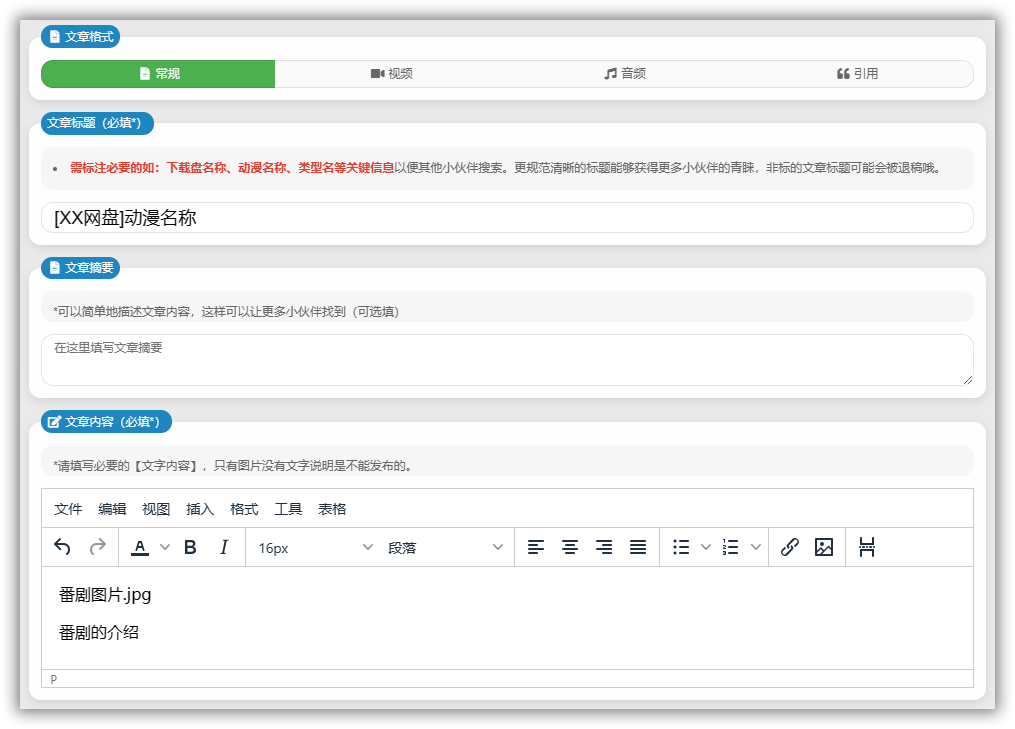 文章格式
常规 视频 音频 引用
文章标题（必填*）
• 需标注必要的如：下载盘名称、动漫名称、类型名等关键信息以便其他小伙伴搜索。更规范清晰的标题能够获得更多小伙伴的青睐，非标的文章标题可能会被退稿哦。
[XX网盘]动漫名称
文章摘要
*可以简单地描述文章内容，这样可以让更多小伙伴找到（可选填）
在这里填写文章摘要
文章内容（必填*）
*请填写必要的【文字内容】，只有图片没有文字说明是不能发布的。
文件 编辑 视图 插入 格式 工具 表格
A B I 16px 段落
番剧图片.jpg
番剧的介绍
P